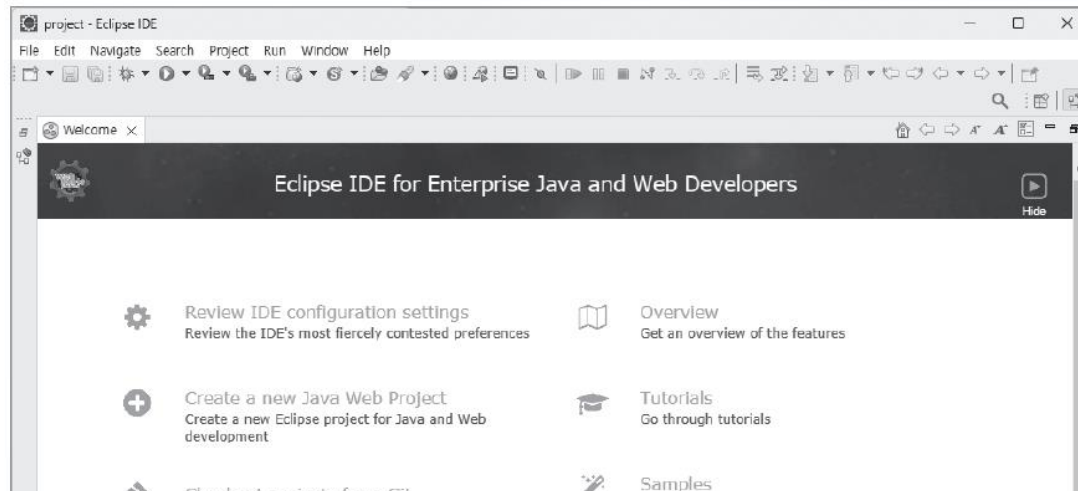 project - Eclipse IDE
File Edit Navigate Search Project Run Window Help
Welcome
Eclipse IDE for Enterprise Java and Web Developers
Hide
Review IDE configuration settings
Review the IDE's most fiercely contested preferences
Overview
Get an overview of the features
Create a new Java Web Project
Create a new Eclipse project for Java and Web
development
Tutorials
Go through tutorials
Samples